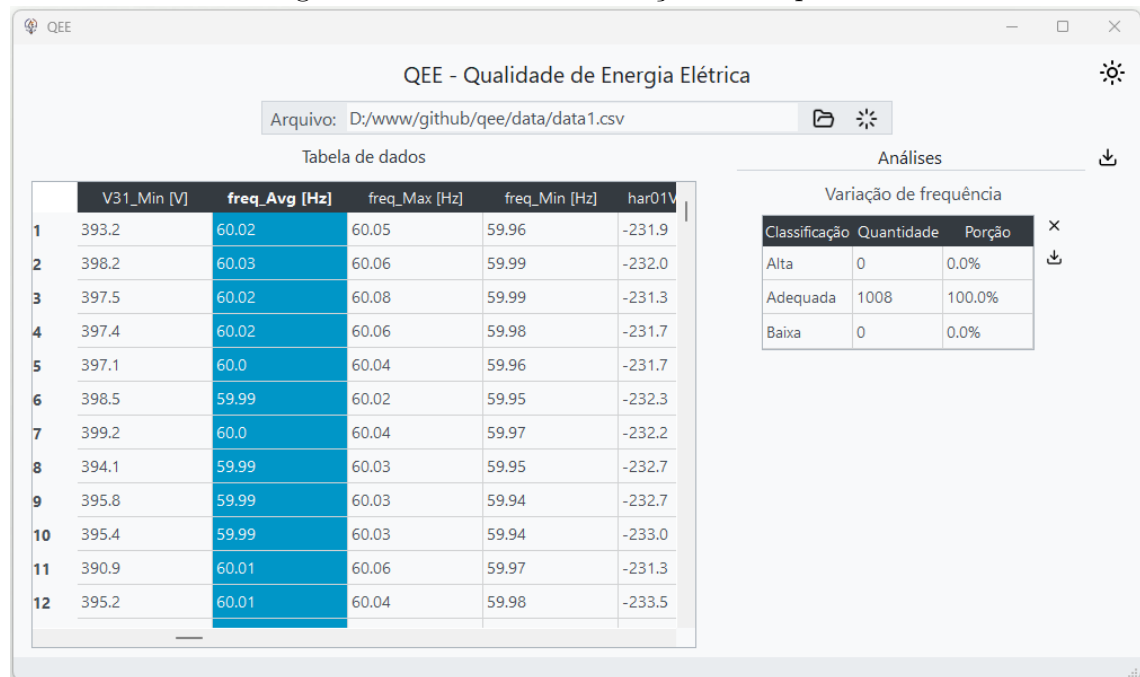 QEE
QEE - Qualidade de Energia Elétrica
Arquivo: D:/www/github/qee/data/data1.csv
Tabela de dados
V31_Min [V] freq_Avg [Hz] freq_Max [Hz] freq_Min [Hz] har01V
1 393.2 60.02 60.05 59.96 -231.9
2 398.2 60.03 60.06 59.99 -232.0
3 397.5 60.02 60.08 59.99 -231.3
4 397.4 60.02 60.06 59.98 -231.7
5 397.1 60.0 60.04 59.96 -231.7
6 398.5 59.99 60.02 59.95 -232.3
7 399.2 60.0 60.04 59.97 -232.2
8 394.1 59.99 60.03 59.95 -232.7
9 395.8 59.99 60.03 59.94 -232.7
10 395.4 59.99 60.03 59.94 -233.0
11 390.9 60.01 60.06 59.97 -231.3
12 395.2 60.01 60.04 59.98 -233.5
Análises
Variação de frequência
Classificação Quantidade Porção
Alta 0 0.0%
Adequada 1008 100.0%
Baixa 0 0.0%